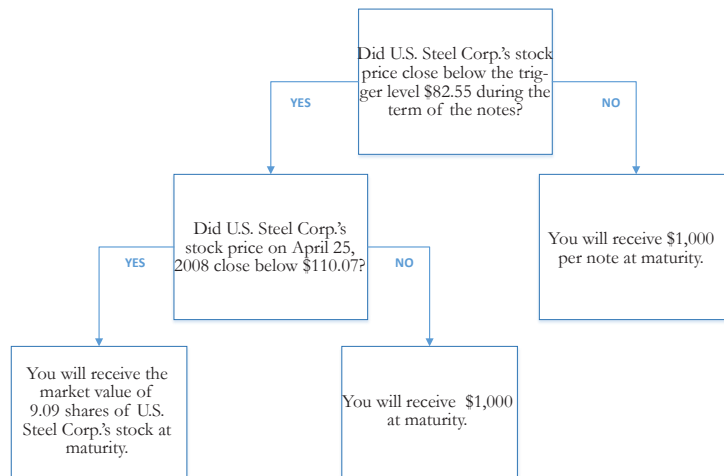 Did U.S. Steel Corp.'s stock
price close below the trig-
ger level $82.55 during the
term of the notes?
YES
NO
Did U.S. Steel Corp.'s
stock price on April 25,
2008 close below $110.07?
You will receive $1,000
per note at maturity.
YES
NO
You will receive the
market value of
9.09 shares of U.S.
Steel Corp.'s stock at
maturity.
You will receive $1,000
at maturity.